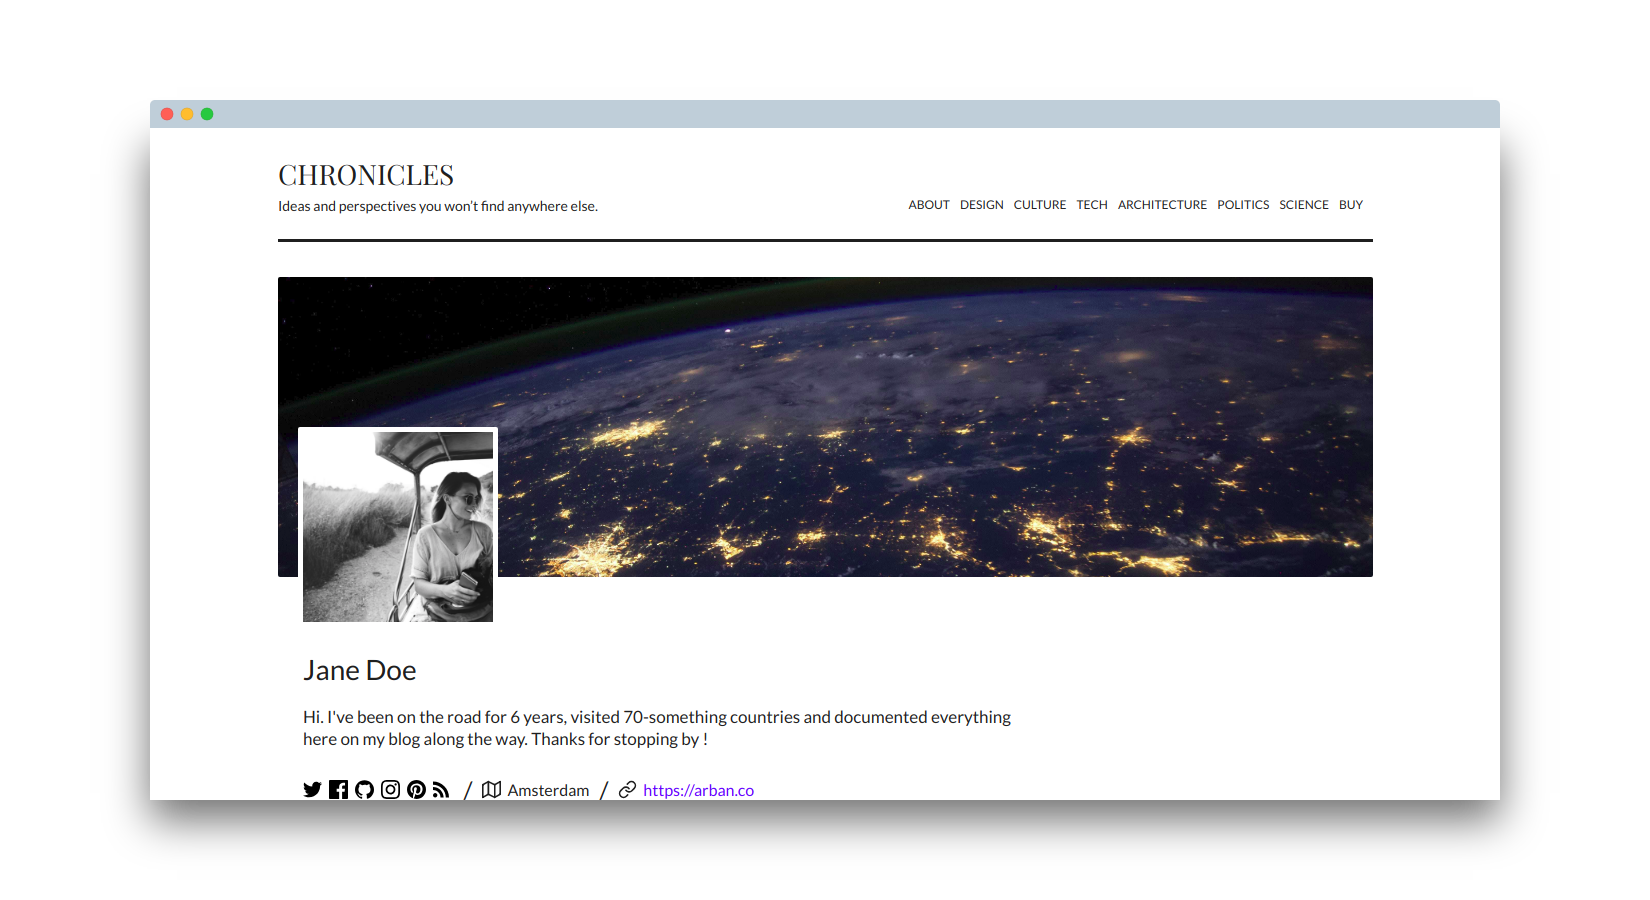 CHRONICLES
Ideas and perspectives you won't find anywhere else.
ABOUT DESIGN CULTURE TECH ARCHITECTURE POLITICS SCIENCE BUY
Jane Doe
Hi. I've been on the road for 6 years, visited 70-something countries and documented everything
here on my blog along the way. Thanks for stopping by !
/ Amsterdam / https://arban.co